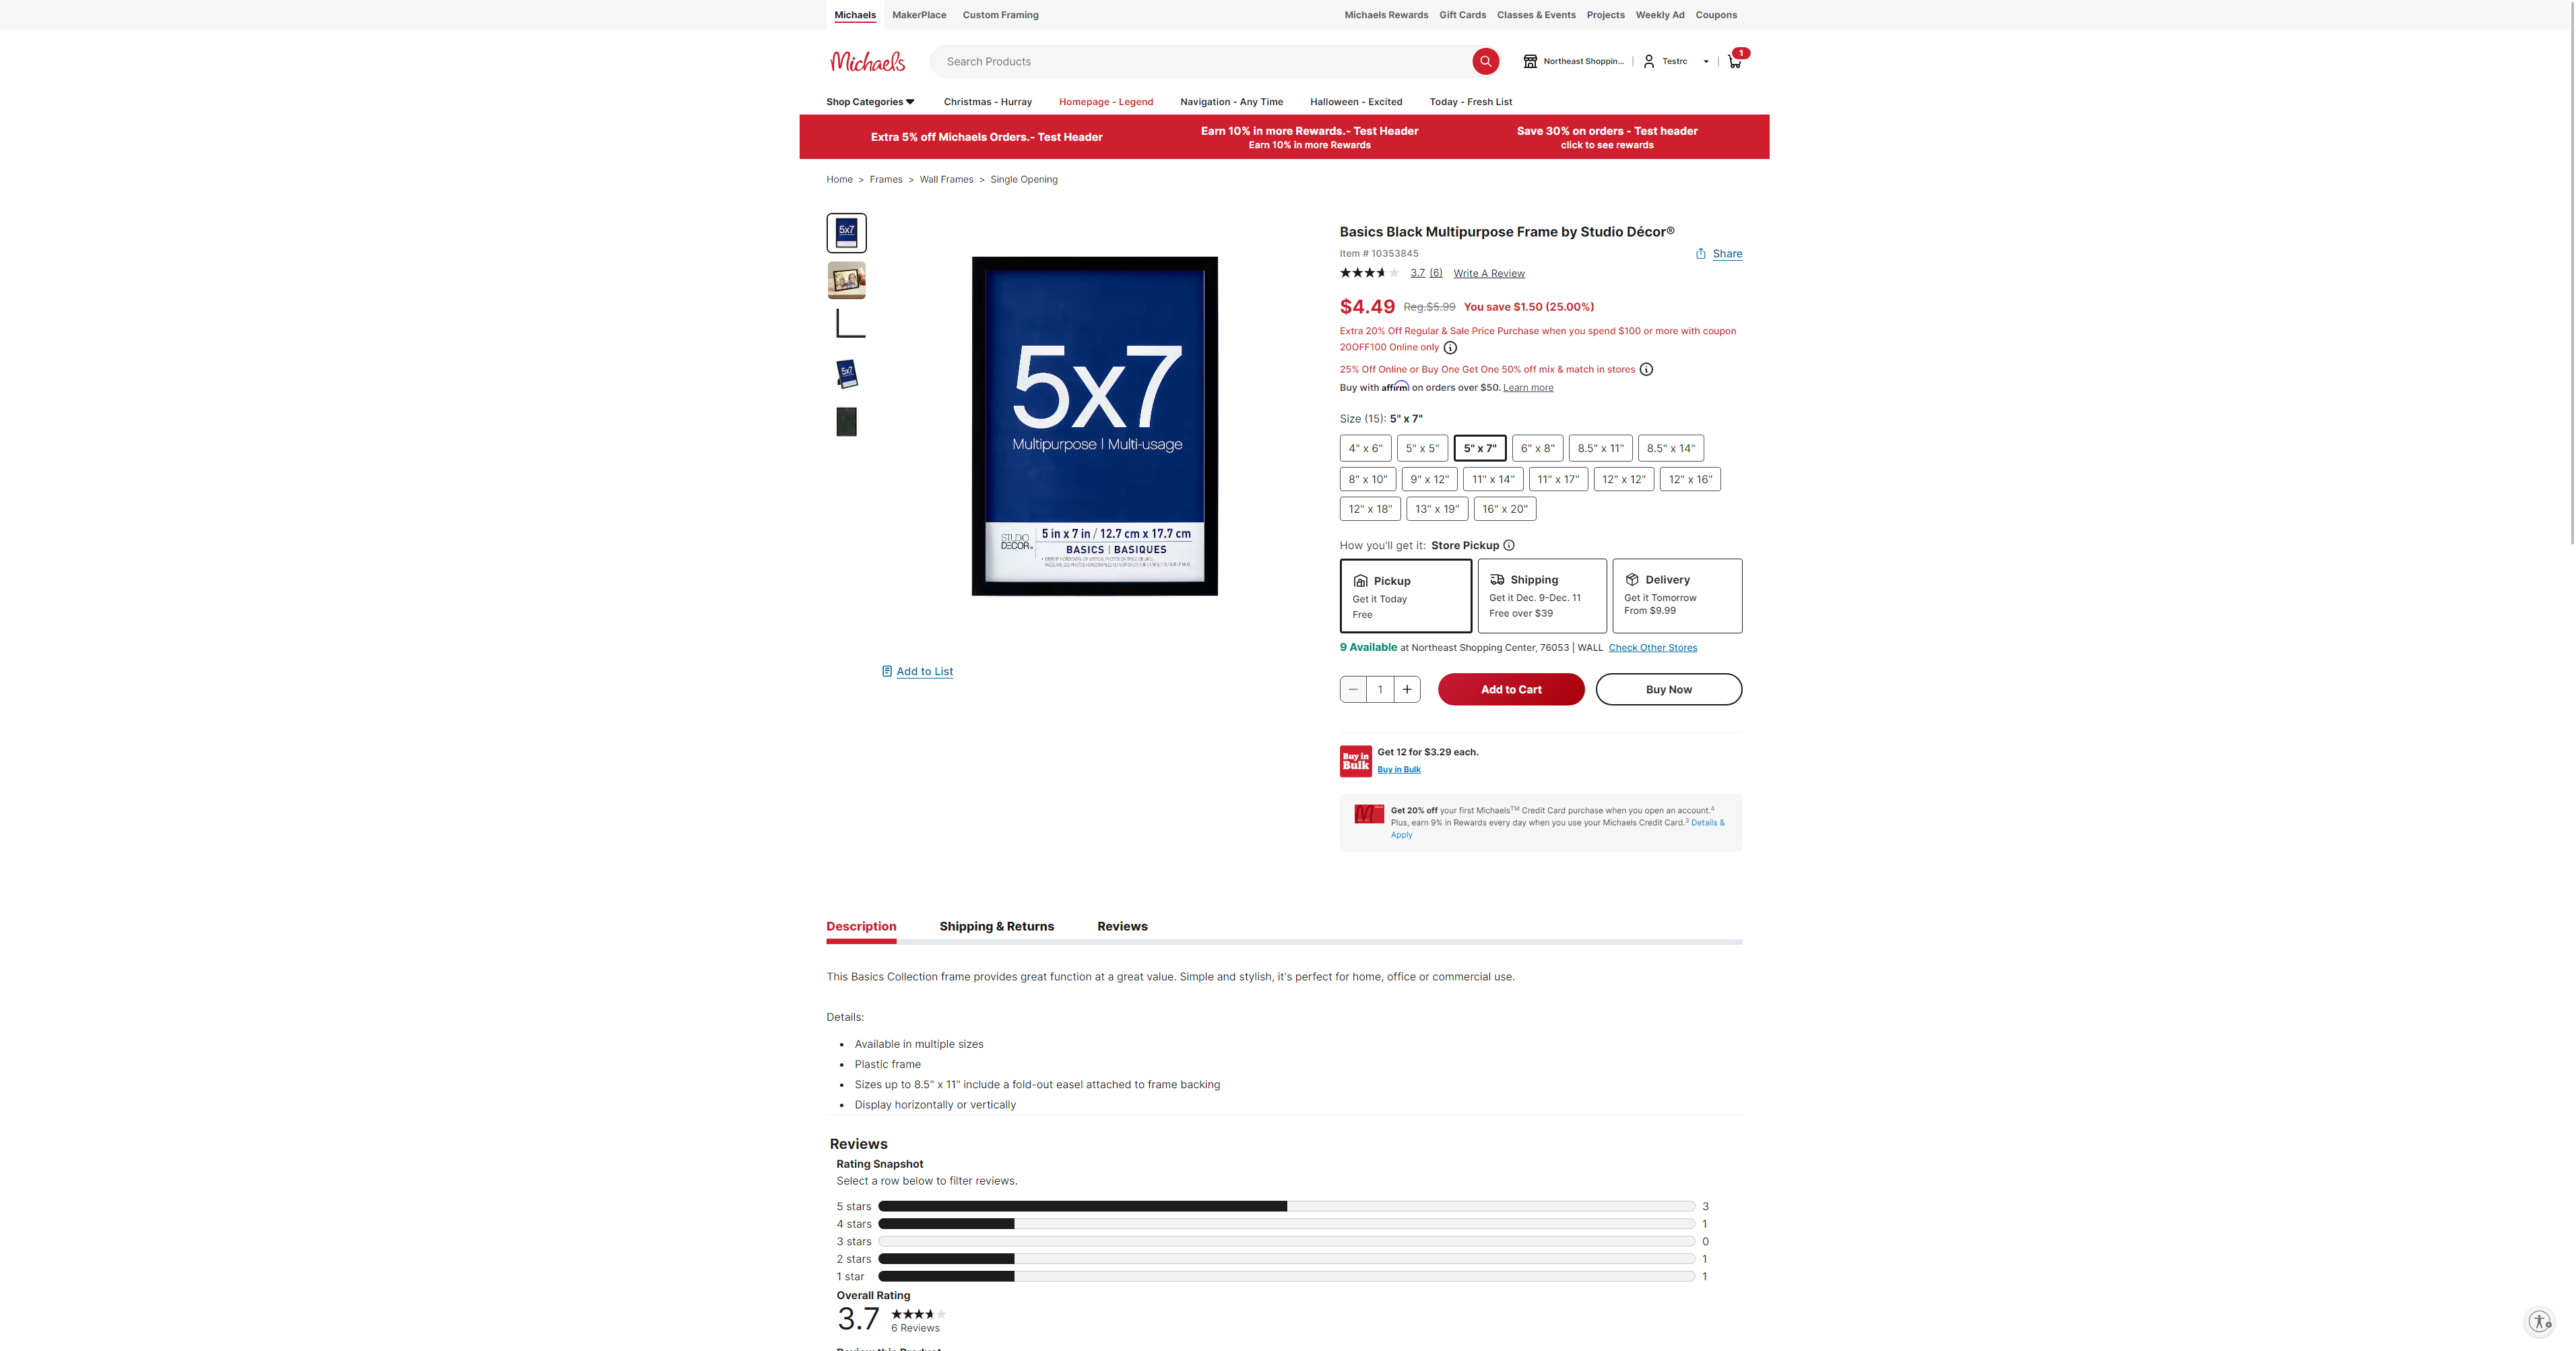 Michaels
MakerPlace
Custom Framing
Michaels Rewards
Gift Cards
Classes & Events
Projects
Weekly Ad
Coupons
Michaels
Search Products
Northeast Shoppin...
Testrc
1
Shop Categories
Christmas - Hurray
Homepage - Legend
Navigation - Any Time
Halloween - Excited
Today - Fresh List
Extra 5% off Michaels Orders.- Test Header
Earn 10% in more Rewards.- Test Header
Earn 10% in more Rewards
Save 30% on orders - Test header
click to see rewards
Home > Frames > Wall Frames > Single Opening
5x7
5x7
5x7
Multipurpose | Multi-usage
STUDIO
DECOR
5 in x 7 in / 12.7 cm x 17.7 cm
BASICS | BASIQUES
Add to List
Basics Black Multipurpose Frame by Studio Décor®
Item # 10353845
Share
3.7 (6) Write A Review
$4.49 Reg.$5.99 You save $1.50 (25.00%)
Extra 20% Off Regular & Sale Price Purchase when you spend $100 or more with coupon
20OFF100 Online only
25% Off Online or Buy One Get One 50% off mix & match in stores
Buy with affirm on orders over $50. Learn more
Size (15): 5" x 7"
4" x 6"
5" x 5"
5" x 7"
6" x 8"
8.5" x 11"
8.5" x 14"
8" x 10"
9" x 12"
11" x 14"
11" x 17"
12" x 12"
12" x 16"
12" x 18"
13" x 19"
16" x 20"
How you'll get it: Store Pickup
Pickup
Get it Today
Free
Shipping
Get it Dec. 9-Dec. 11
Free over $39
Delivery
Get it Tomorrow
From $9.99
9 Available at Northeast Shopping Center, 76053 | WALL Check Other Stores
1
Add to Cart
Buy Now
Buy in
Bulk
Get 12 for $3.29 each.
Buy in Bulk
Get 20% off your first Michaels™ Credit Card purchase when you open an account.⁴
Plus, earn 9% in Rewards every day when you use your Michaels Credit Card.³ Details &
Apply
Description
Shipping & Returns
Reviews
This Basics Collection frame provides great function at a great value. Simple and stylish, it's perfect for home, office or commercial use.
Details:
• Available in multiple sizes
• Plastic frame
• Sizes up to 8.5" x 11" include a fold-out easel attached to frame backing
• Display horizontally or vertically
Reviews
Rating Snapshot
Select a row below to filter reviews.
5 stars 3
4 stars 1
3 stars 0
2 stars 1
1 star 1
Overall Rating
3.7
6 Reviews